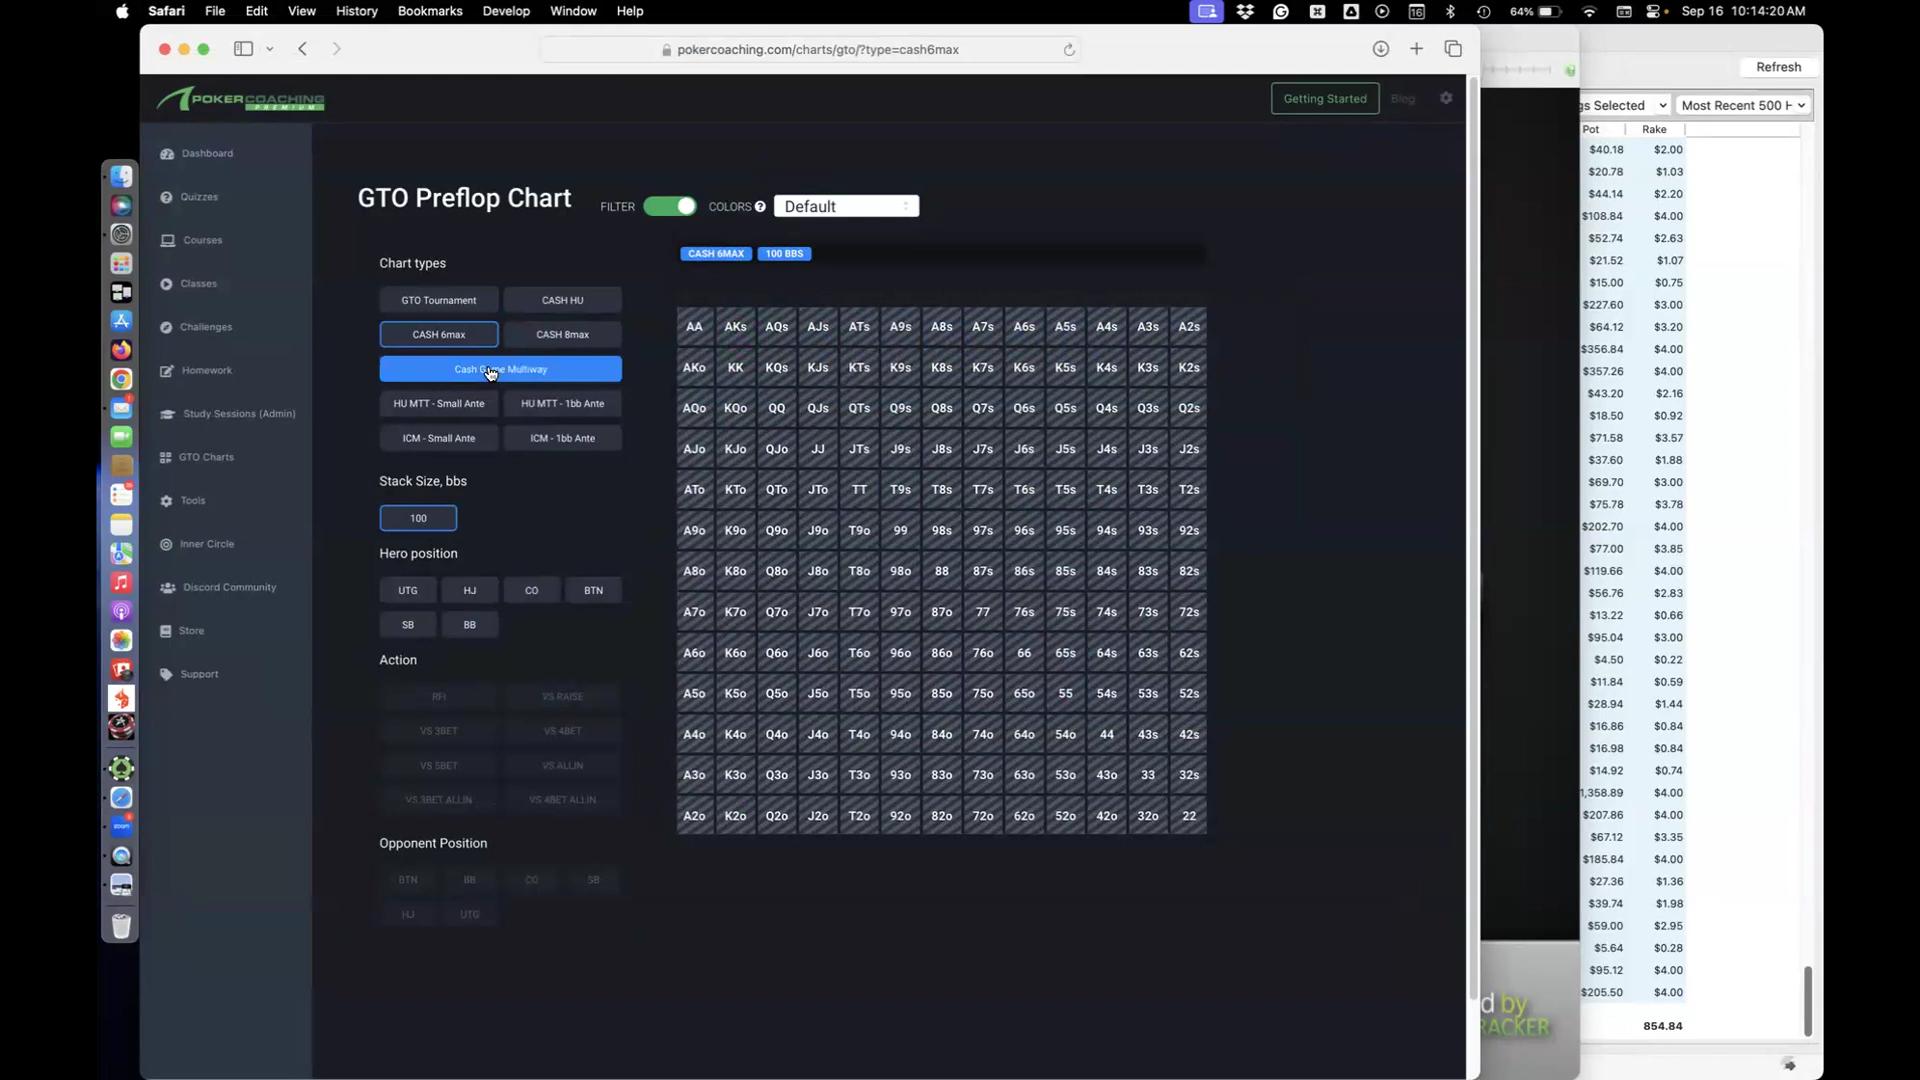 Safari File Edit View History Bookmarks Develop Window Help
16 64% Sep 16 10:14:20 AM
pokercoaching.com/charts/gto/?type=cash6max
POKERCOACHING
PREMIUM
Getting Started Blog
Dashboard
Quizzes
Courses
Classes
Challenges
Homework
Study Sessions (Admin)
GTO Charts
Tools
Inner Circle
Discord Community
Store
Support
GTO Preflop Chart FILTER COLORS ? Default
CASH 6MAX 100 BBS
Chart types
GTO Tournament CASH HU
CASH 6max CASH 8max
Cash G me Multiway
HU MTT - Small Ante HU MTT - 1bb Ante
ICM - Small Ante ICM - 1bb Ante
Stack Size, bbs
100
Hero position
UTG HJ CO BTN
SB BB
Action
RFI VS RAISE
VS 3BET VS 4BET
VS 5BET VS ALLIN
VS 3BET ALLIN VS 4BET ALLIN
Opponent Position
BTN BB CO SB
HJ UTG
AA AKs AQs AJs ATs A9s A8s A7s A6s A5s A4s A3s A2s
AKo KK KQs KJs KTs K9s K8s K7s K6s K5s K4s K3s K2s
AQo KQo QQ QJs QTs Q9s Q8s Q7s Q6s Q5s Q4s Q3s Q2s
AJo KJo QJo JJ JTs J9s J8s J7s J6s J5s J4s J3s J2s
ATo KTo QTo JTo TT T9s T8s T7s T6s T5s T4s T3s T2s
A9o K9o Q9o J9o T9o 99 98s 97s 96s 95s 94s 93s 92s
A8o K8o Q8o J8o T8o 98o 88 87s 86s 85s 84s 83s 82s
A7o K7o Q7o J7o T7o 97o 87o 77 76s 75s 74s 73s 72s
A6o K6o Q6o J6o T6o 96o 86o 76o 66 65s 64s 63s 62s
A5o K5o Q5o J5o T5o 95o 85o 75o 65o 55 54s 53s 52s
A4o K4o Q4o J4o T4o 94o 84o 74o 64o 54o 44 43s 42s
A3o K3o Q3o J3o T3o 93o 83o 73o 63o 53o 43o 33 32s
A2o K2o Q2o J2o T2o 92o 82o 72o 62o 52o 42o 32o 22
Refresh
gs Selected Most Recent 500 H
Pot Rake
$40.18 $2.00
$20.78 $1.03
$44.14 $2.20
$108.84 $4.00
$52.74 $2.63
$21.52 $1.07
$15.00 $0.75
$227.60 $3.00
$64.12 $3.20
$356.84 $4.00
$357.26 $4.00
$43.20 $2.16
$18.50 $0.92
$71.58 $3.57
$37.60 $1.88
$69.70 $3.00
$75.78 $3.78
$202.70 $4.00
$77.00 $3.85
$119.66 $4.00
$56.76 $2.83
$13.22 $0.66
$95.04 $3.00
$4.50 $0.22
$11.84 $0.59
$28.94 $1.44
$16.86 $0.84
$16.98 $0.84
$14.92 $0.74
1,358.89 $4.00
$207.86 $4.00
$67.12 $3.35
$185.84 $4.00
$27.36 $1.36
$39.74 $1.98
$59.00 $2.95
$5.64 $0.28
$95.12 $4.00
$205.50 $4.00
854.84
d by
RACKER